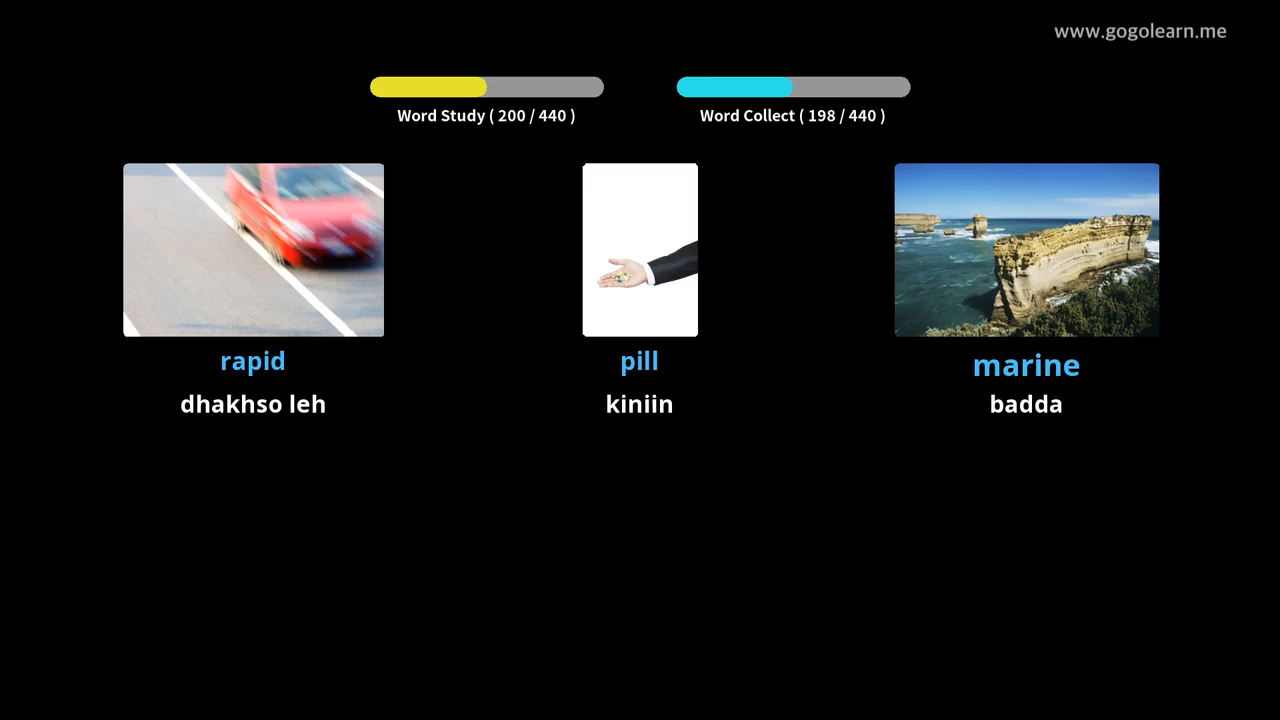 www.gogolearn.me
Word Study ( 200 / 440 )
Word Collect ( 198 / 440 )
rapid
dhakhso leh
pill
kiniin
marine
badda